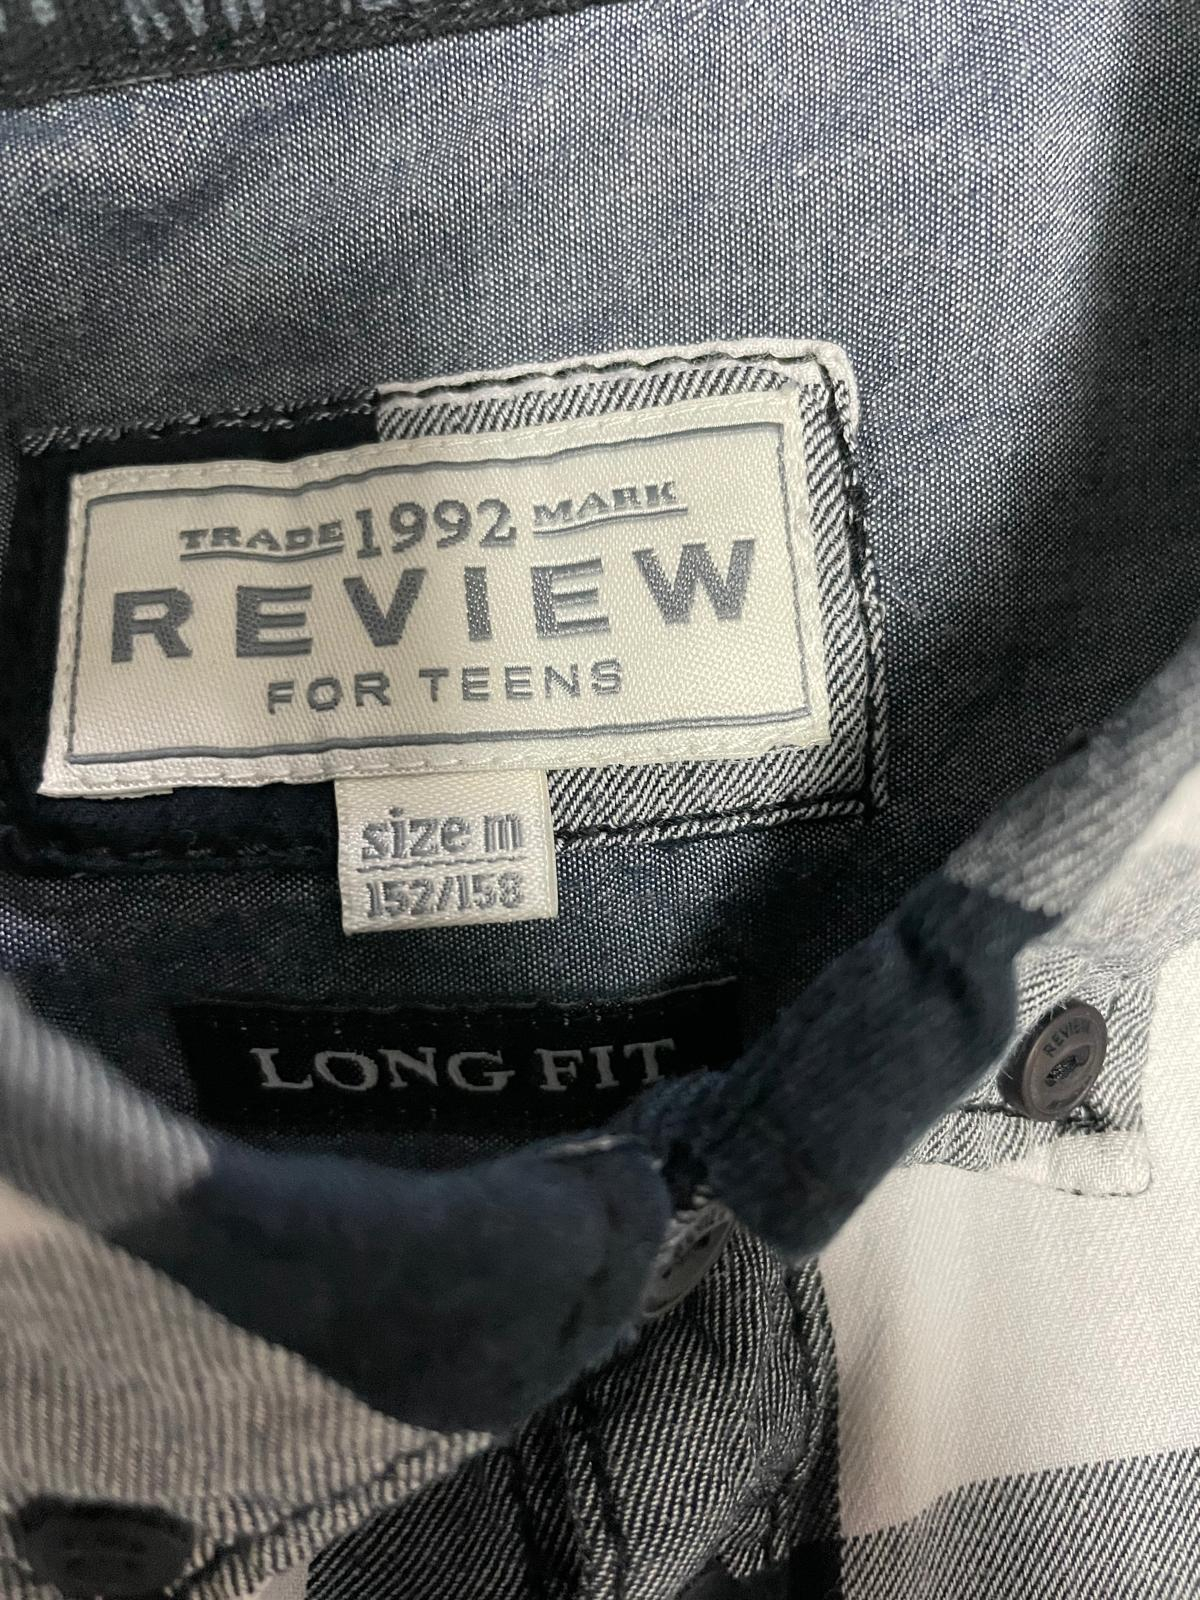 TRADE 1992 MARK
REVIEW
FOR TEENS
size m
152/158
LONG FIT
REVIEW